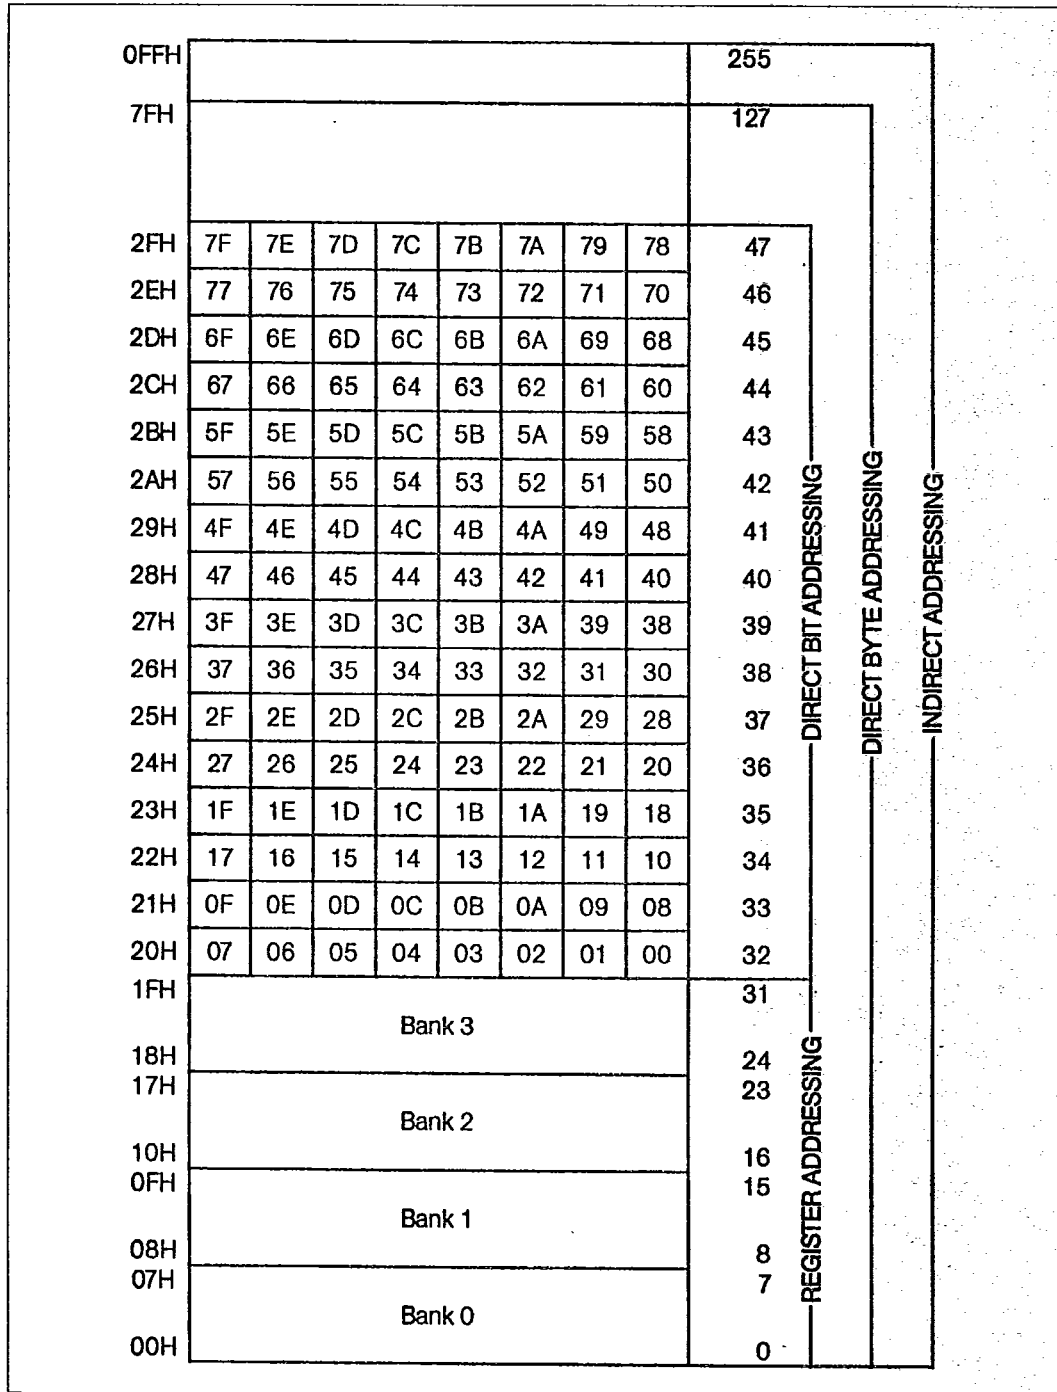 0FFH 255
7FH 127
2FH 7F 7E 7D 7C 7B 7A 79 78 47
2EH 77 76 75 74 73 72 71 70 46
2DH 6F 6E 6D 6C 6B 6A 69 68 45
2CH 67 66 65 64 63 62 61 60 44
2BH 5F 5E 5D 5C 5B 5A 59 58 43
2AH 57 56 55 54 53 52 51 50 42
29H 4F 4E 4D 4C 4B 4A 49 48 41
28H 47 46 45 44 43 42 41 40 40
27H 3F 3E 3D 3C 3B 3A 39 38 39
26H 37 36 35 34 33 32 31 30 38
25H 2F 2E 2D 2C 2B 2A 29 28 37
24H 27 26 25 24 23 22 21 20 36
23H 1F 1E 1D 1C 1B 1A 19 18 35
22H 17 16 15 14 13 12 11 10 34
21H 0F 0E 0D 0C 0B 0A 09 08 33
20H 07 06 05 04 03 02 01 00 32
1FH 31
Bank 3
18H 24
17H 23
Bank 2
10H 16
0FH 15
Bank 1
08H 8
07H 7
Bank 0
00H 0
REGISTER ADDRESSING
DIRECT BIT ADDRESSING
DIRECT BYTE ADDRESSING
INDIRECT ADDRESSING